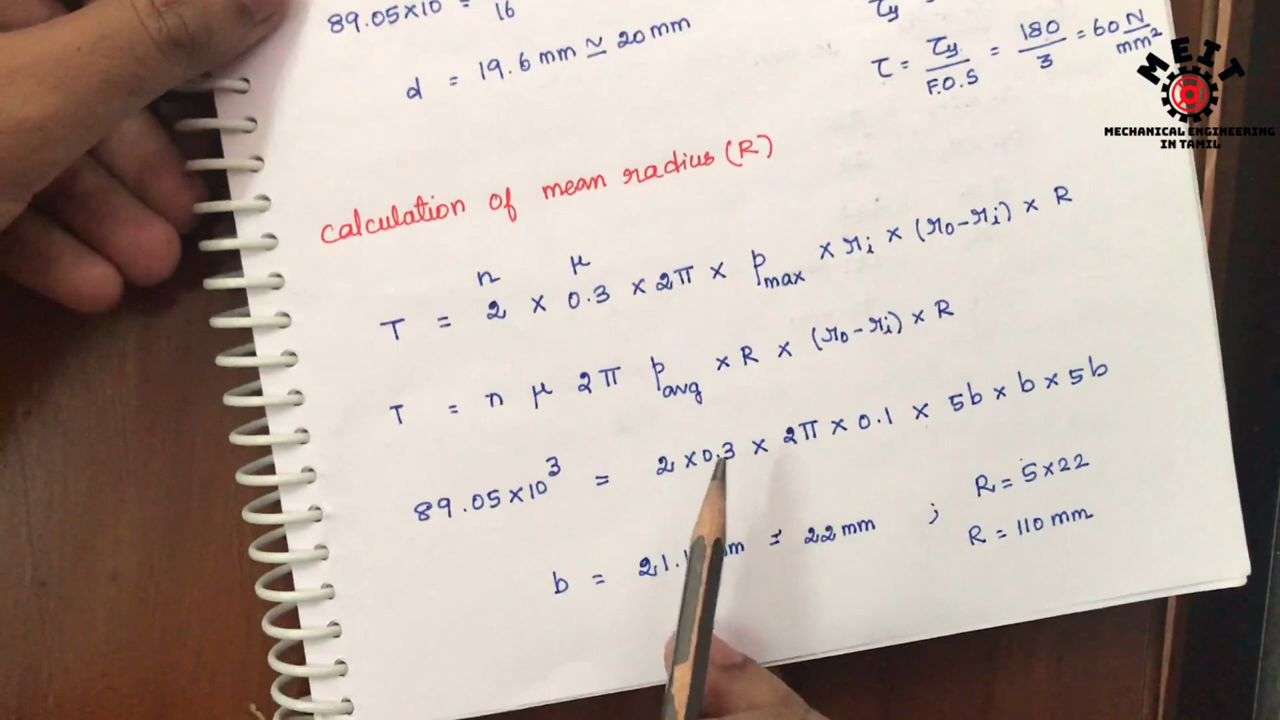 89.05×10 =
16
d = 19.6 mm ≃ 20 mm
τy
τ = τy / F.O.S = 180 / 3 = 60 N / mm²
MEIT
MECHANICAL ENGINEERING
IN TAMIL
calculation of mean radius (R)
n μ
T = 2 × 0.3 × 2π × pmax × ri × (ro-ri) × R
T = n μ 2π pavg × R × (ro-ri) × R
89.05×10³ = 2 ×0.3 × 2π × 0.1 × 5b × b × 5b
b = 21.1 m = 22 mm ; R = 5×22
R = 110 mm